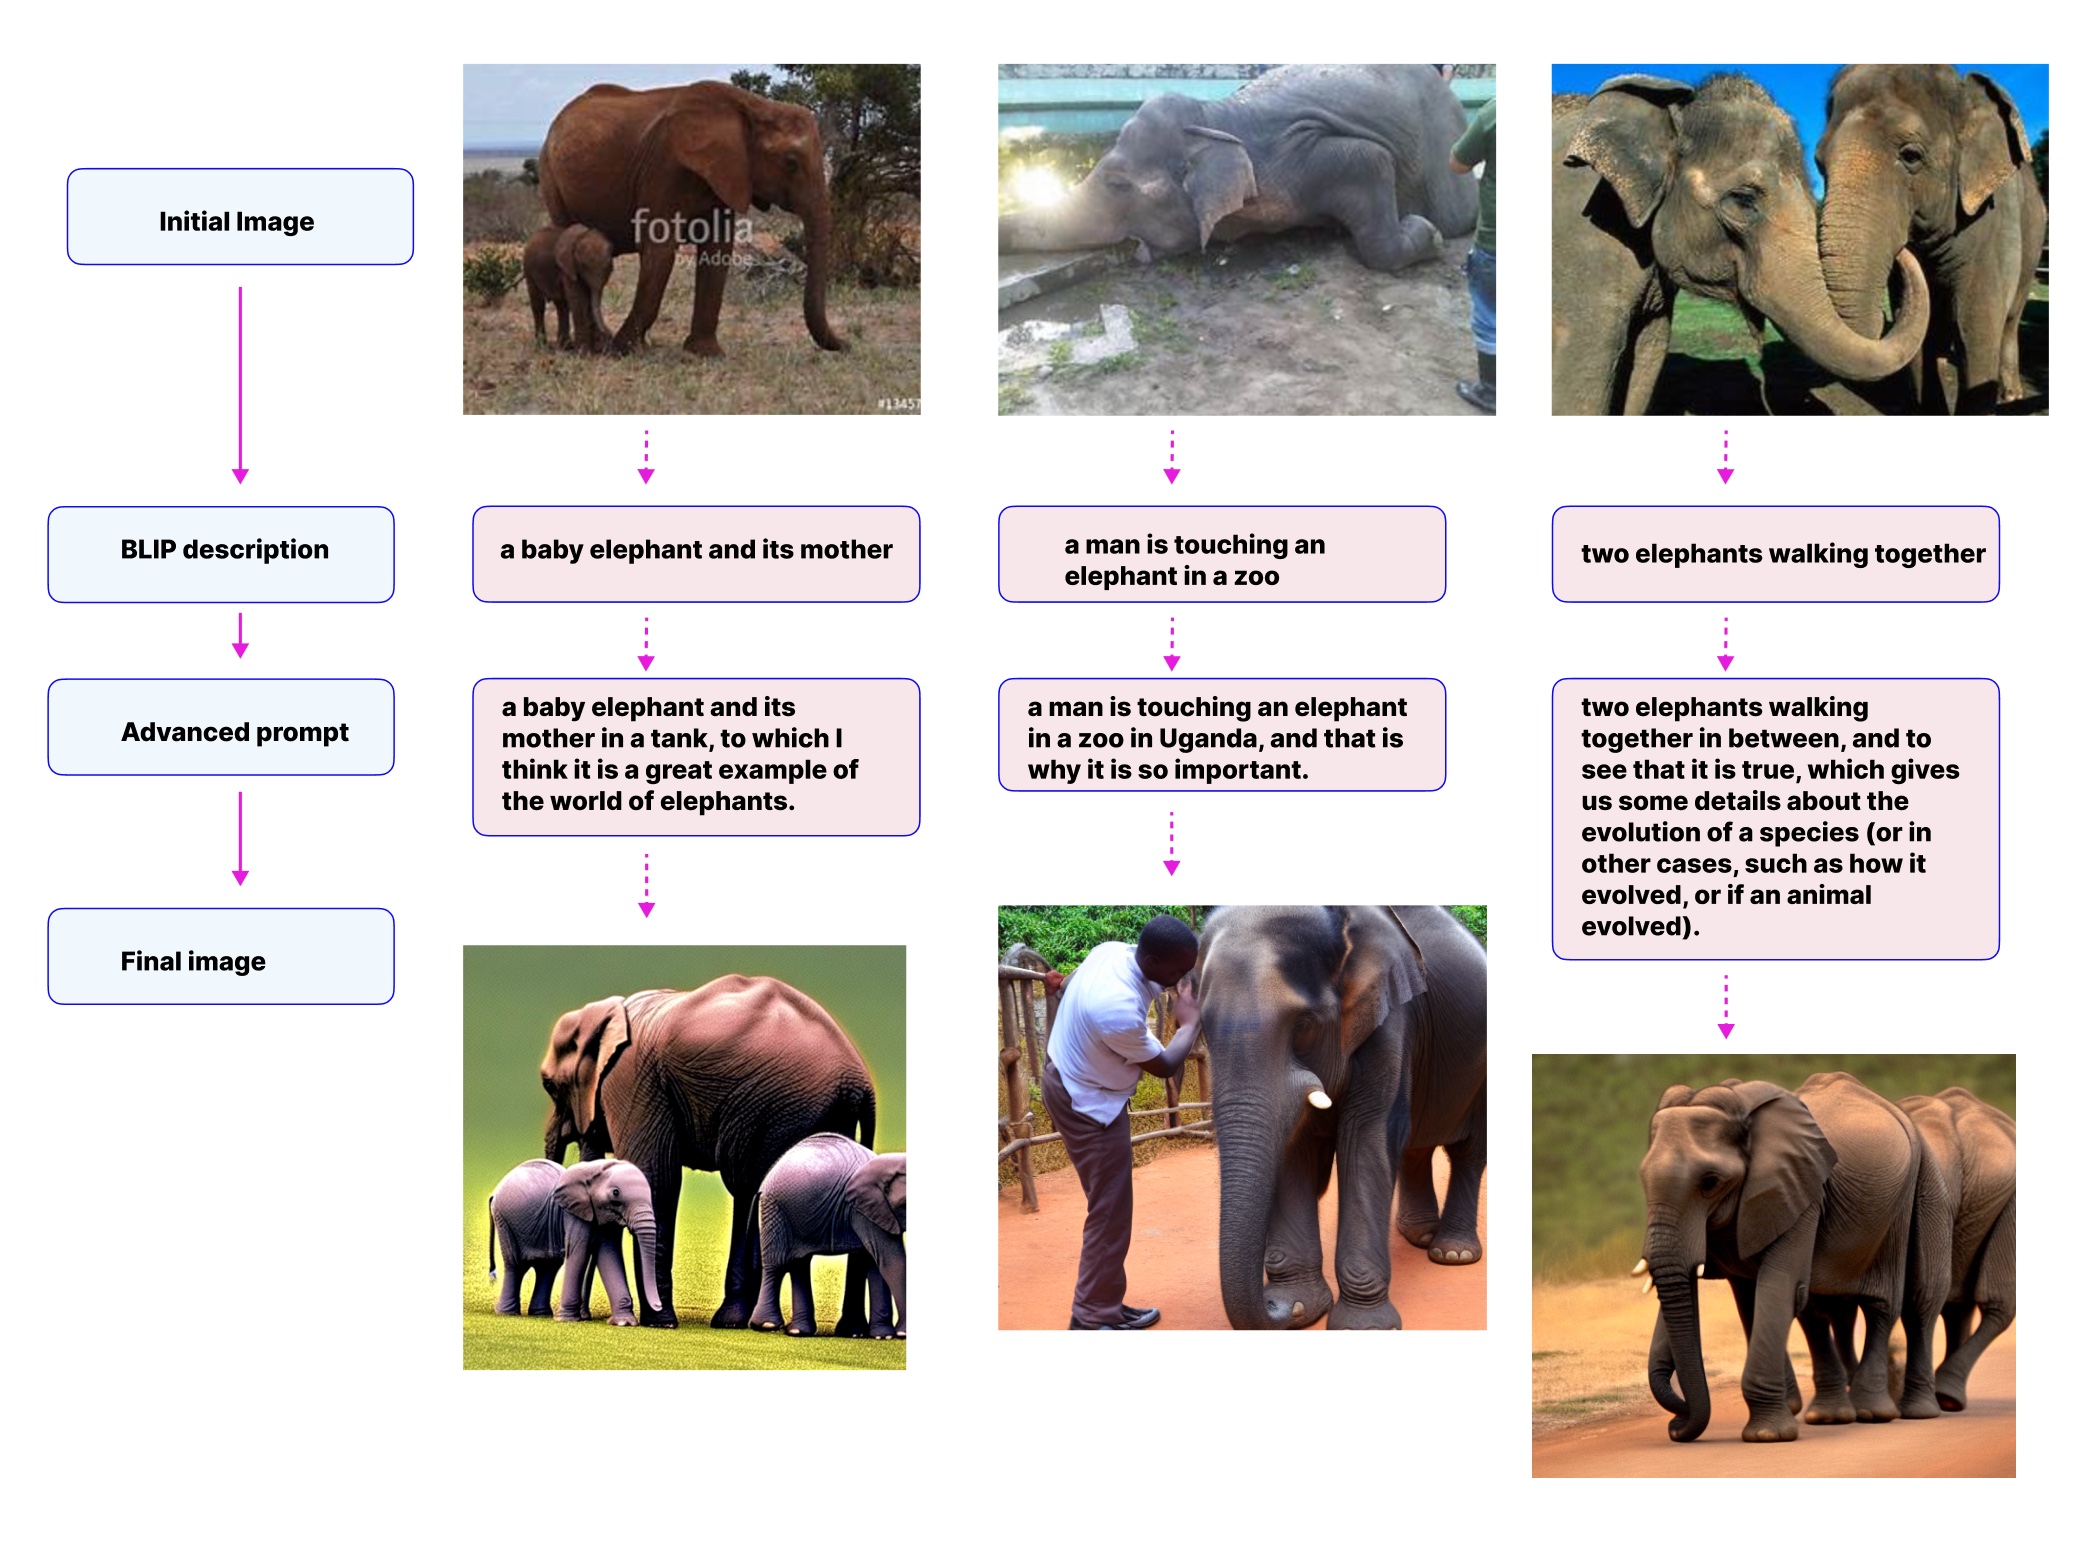 Initial Image
fotolia
by Adobe
#13457
BLIP description
a baby elephant and its mother
a man is touching an
elephant in a zoo
two elephants walking together
Advanced prompt
a baby elephant and its
mother in a tank, to which I
think it is a great example of
the world of elephants.
a man is touching an elephant
in a zoo in Uganda, and that is
why it is so important.
two elephants walking
together in between, and to
see that it is true, which gives
us some details about the
evolution of a species (or in
other cases, such as how it
evolved, or if an animal
evolved).
Final image